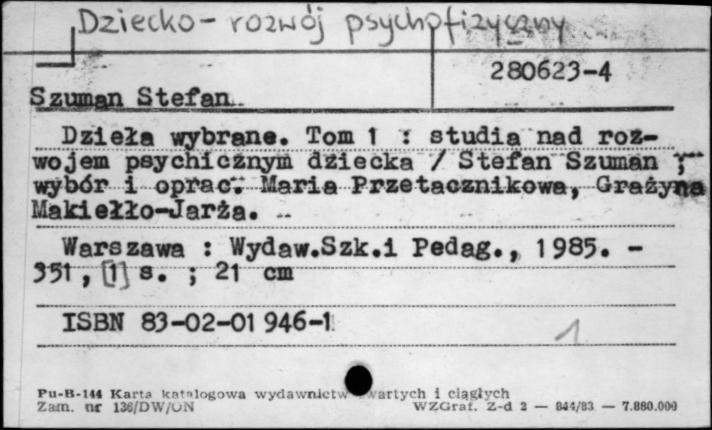 Dziecko - rozwój psychofizyczny
280623-4
Szuman Stefan.
Dzieła wybrane. Tom 1 : studia nad roz-
wojem psychicznym dziecka / Stefan Szuman ;
wybór i oprac. Maria Przetacznikowa, Grażyna
Makiełło-Jarża. --
Warszawa : Wydaw.Szk.i Pedag., 1985. -
351, [1] s. ; 21 cm
ISBN 83-02-01946-1
1
Pu-B-144 Karta katalogowa wydawnictw zwartych i ciągłych
Zam. nr 136/DW/ON WZGraf. Z-d 2 — 844/83 — 7.880.000